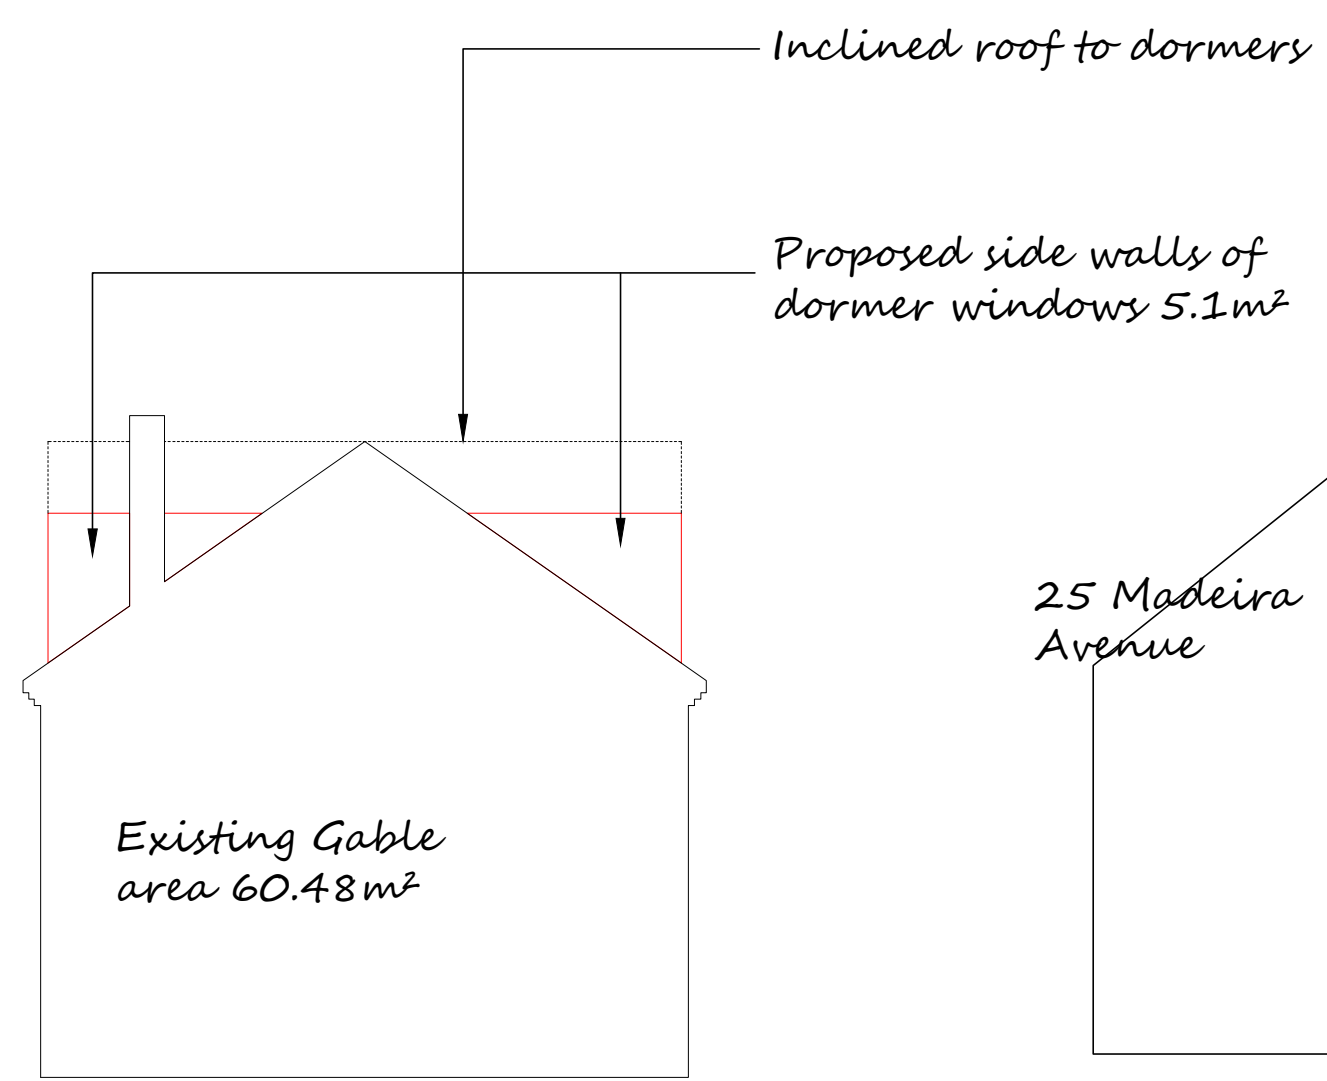 Inclined roof to dormers
Proposed side walls of
dormer windows 5.1m²
25 Madeira
Avenue
Existing Gable
area 60.48m²